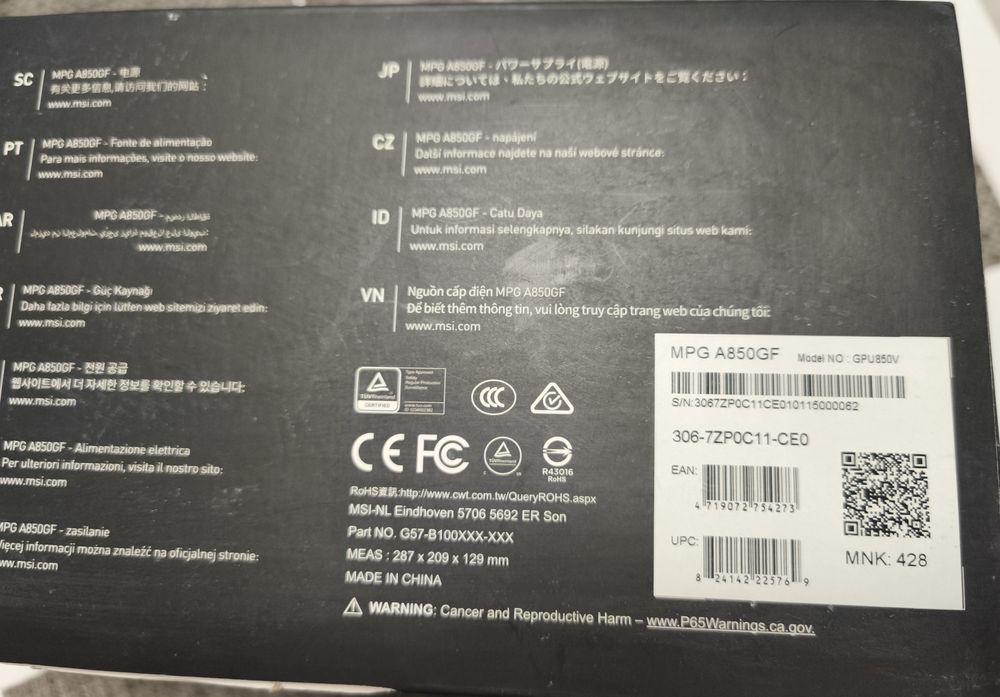 SC
MPG A850GF - 电源
有关更多信息,请访问我们的网站：
www.msi.com
PT
MPG A850GF - Fonte de alimentação
Para mais informações, visite o nosso website:
www.msi.com
AR
MPG A850GF -
www.msi.com
MPG A850GF - Güç Kaynağı
Daha fazla bilgi için lütfen web sitemizi ziyaret edin:
www.msi.com
MPG A850GF - 전원 공급
웹사이트에서 더 자세한 정보를 확인할 수 있습니다:
www.msi.com
MPG A850GF - Alimentazione elettrica
Per ulteriori informazioni, visita il nostro sito:
www.msi.com
MPG A850GF - zasilanie
Więcej informacji można znaleźć na oficjalnej stronie:
www.msi.com
JP
MPG A850GF - パワーサプライ(電源)
詳細については、私たちの公式ウェブサイトをご覧ください：
www.msi.com
CZ
MPG A850GF - napájení
Další informace najdete na naší webové stránce:
www.msi.com
ID
MPG A850GF - Catu Daya
Untuk informasi selengkapnya, silakan kunjungi situs web kami:
www.msi.com
VN
Nguồn cấp điện MPG A850GF
Để biết thêm thông tin, vui lòng truy cập trang web của chúng tôi:
www.msi.com
TÜVRheinland
CERTIFIED
Type Approved
Safety
Regular Production
Surveillance
www.tuv.com
CCC
CE FC
TÜVRheinland
R43016
RoHS
RoHS資訊:http://www.cwt.com.tw/QueryROHS.aspx
MSI-NL Eindhoven 5706 5692 ER Son
Part NO. G57-B100XXX-XXX
MEAS : 287 x 209 x 129 mm
MADE IN CHINA
WARNING: Cancer and Reproductive Harm – www.P65Warnings.ca.gov.
MPG A850GF Model NO : GPU850V
S/N:3067ZP0C11CE010115000062
306-7ZP0C11-CE0
EAN:
4 719072 754273
UPC:
8 24142 22576 9
MNK: 428